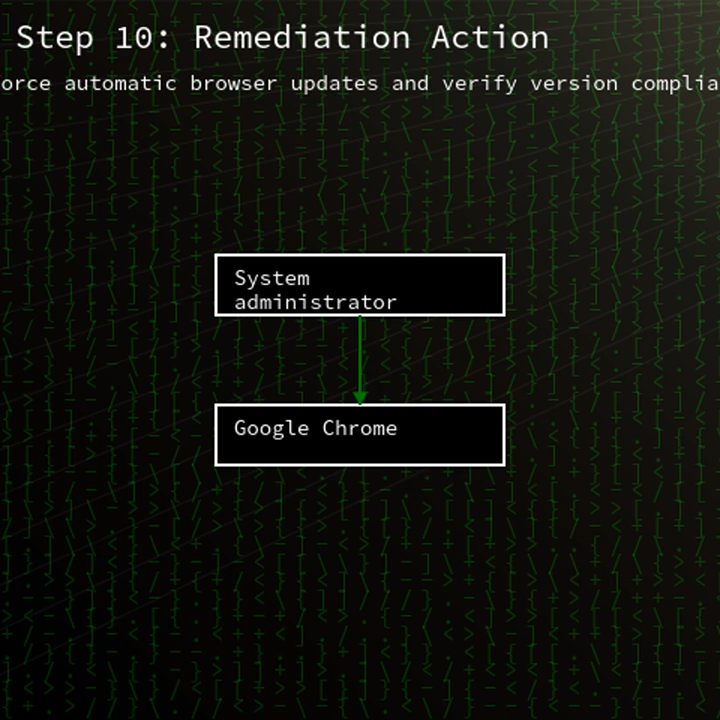 Step 10: Remediation Action
orce automatic browser updates and verify version complia
System
administrator
Google Chrome